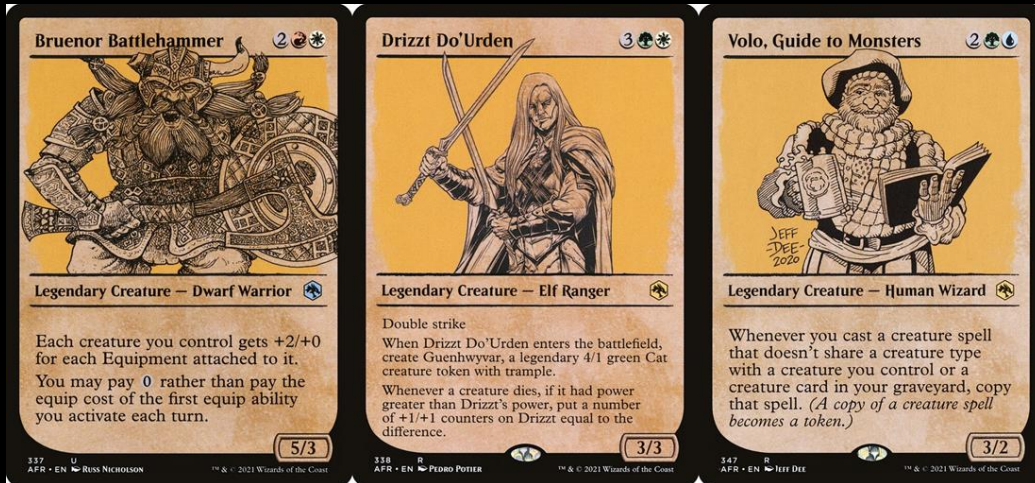 Bruenor Battlehammer 2
Legendary Creature — Dwarf Warrior
Each creature you control gets +2/+0
for each Equipment attached to it.
You may pay 0 rather than pay the
equip cost of the first equip ability
you activate each turn.
5/3
337 U
AFR • EN Russ Nicholson
™ & © 2021 Wizards of the Coast
Drizzt Do'Urden 3
Legendary Creature — Elf Ranger
Double strike
When Drizzt Do'Urden enters the battlefield,
create Guenhwyvar, a legendary 4/1 green Cat
creature token with trample.
Whenever a creature dies, if it had power
greater than Drizzt's power, put a number
of +1/+1 counters on Drizzt equal to the
difference.
3/3
338 R
AFR • EN Pedro Potier
™ & © 2021 Wizards of the Coast
Volo, Guide to Monsters 2
JEFF
-DEE-
2020
Legendary Creature — Human Wizard
Whenever you cast a creature spell
that doesn't share a creature type
with a creature you control or a
creature card in your graveyard, copy
that spell. (A copy of a creature spell
becomes a token.)
3/2
347 R
AFR • EN Jeff Dee
™ & © 2021 Wizards of the Coast